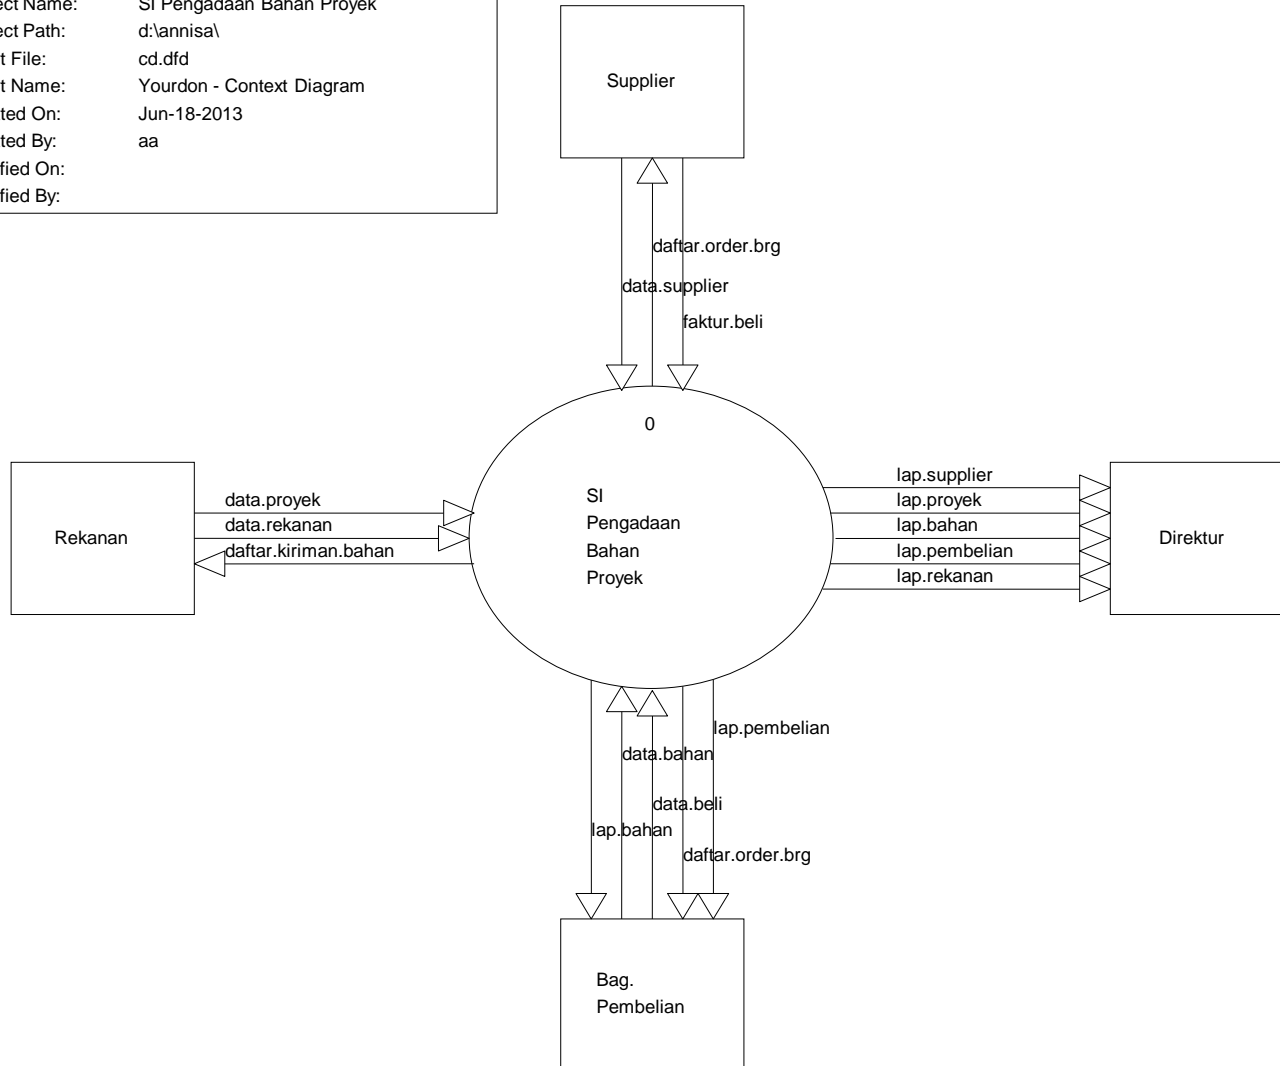 ect Name: SI Pengadaan Bahan Proyek
ect Path: d:\annisa\
t File: cd.dfd
t Name: Yourdon - Context Diagram
ted On: Jun-18-2013
ted By: aa
fied On:
fied By:
Supplier
daftar.order.brg
data.supplier
faktur.beli
0
SI
Pengadaan
Bahan
Proyek
Rekanan
data.proyek
data.rekanan
daftar.kiriman.bahan
lap.supplier
lap.proyek
lap.bahan
lap.pembelian
lap.rekanan
Direktur
lap.pembelian
data.bahan
data.beli
lap.bahan
daftar.order.brg
Bag.
Pembelian